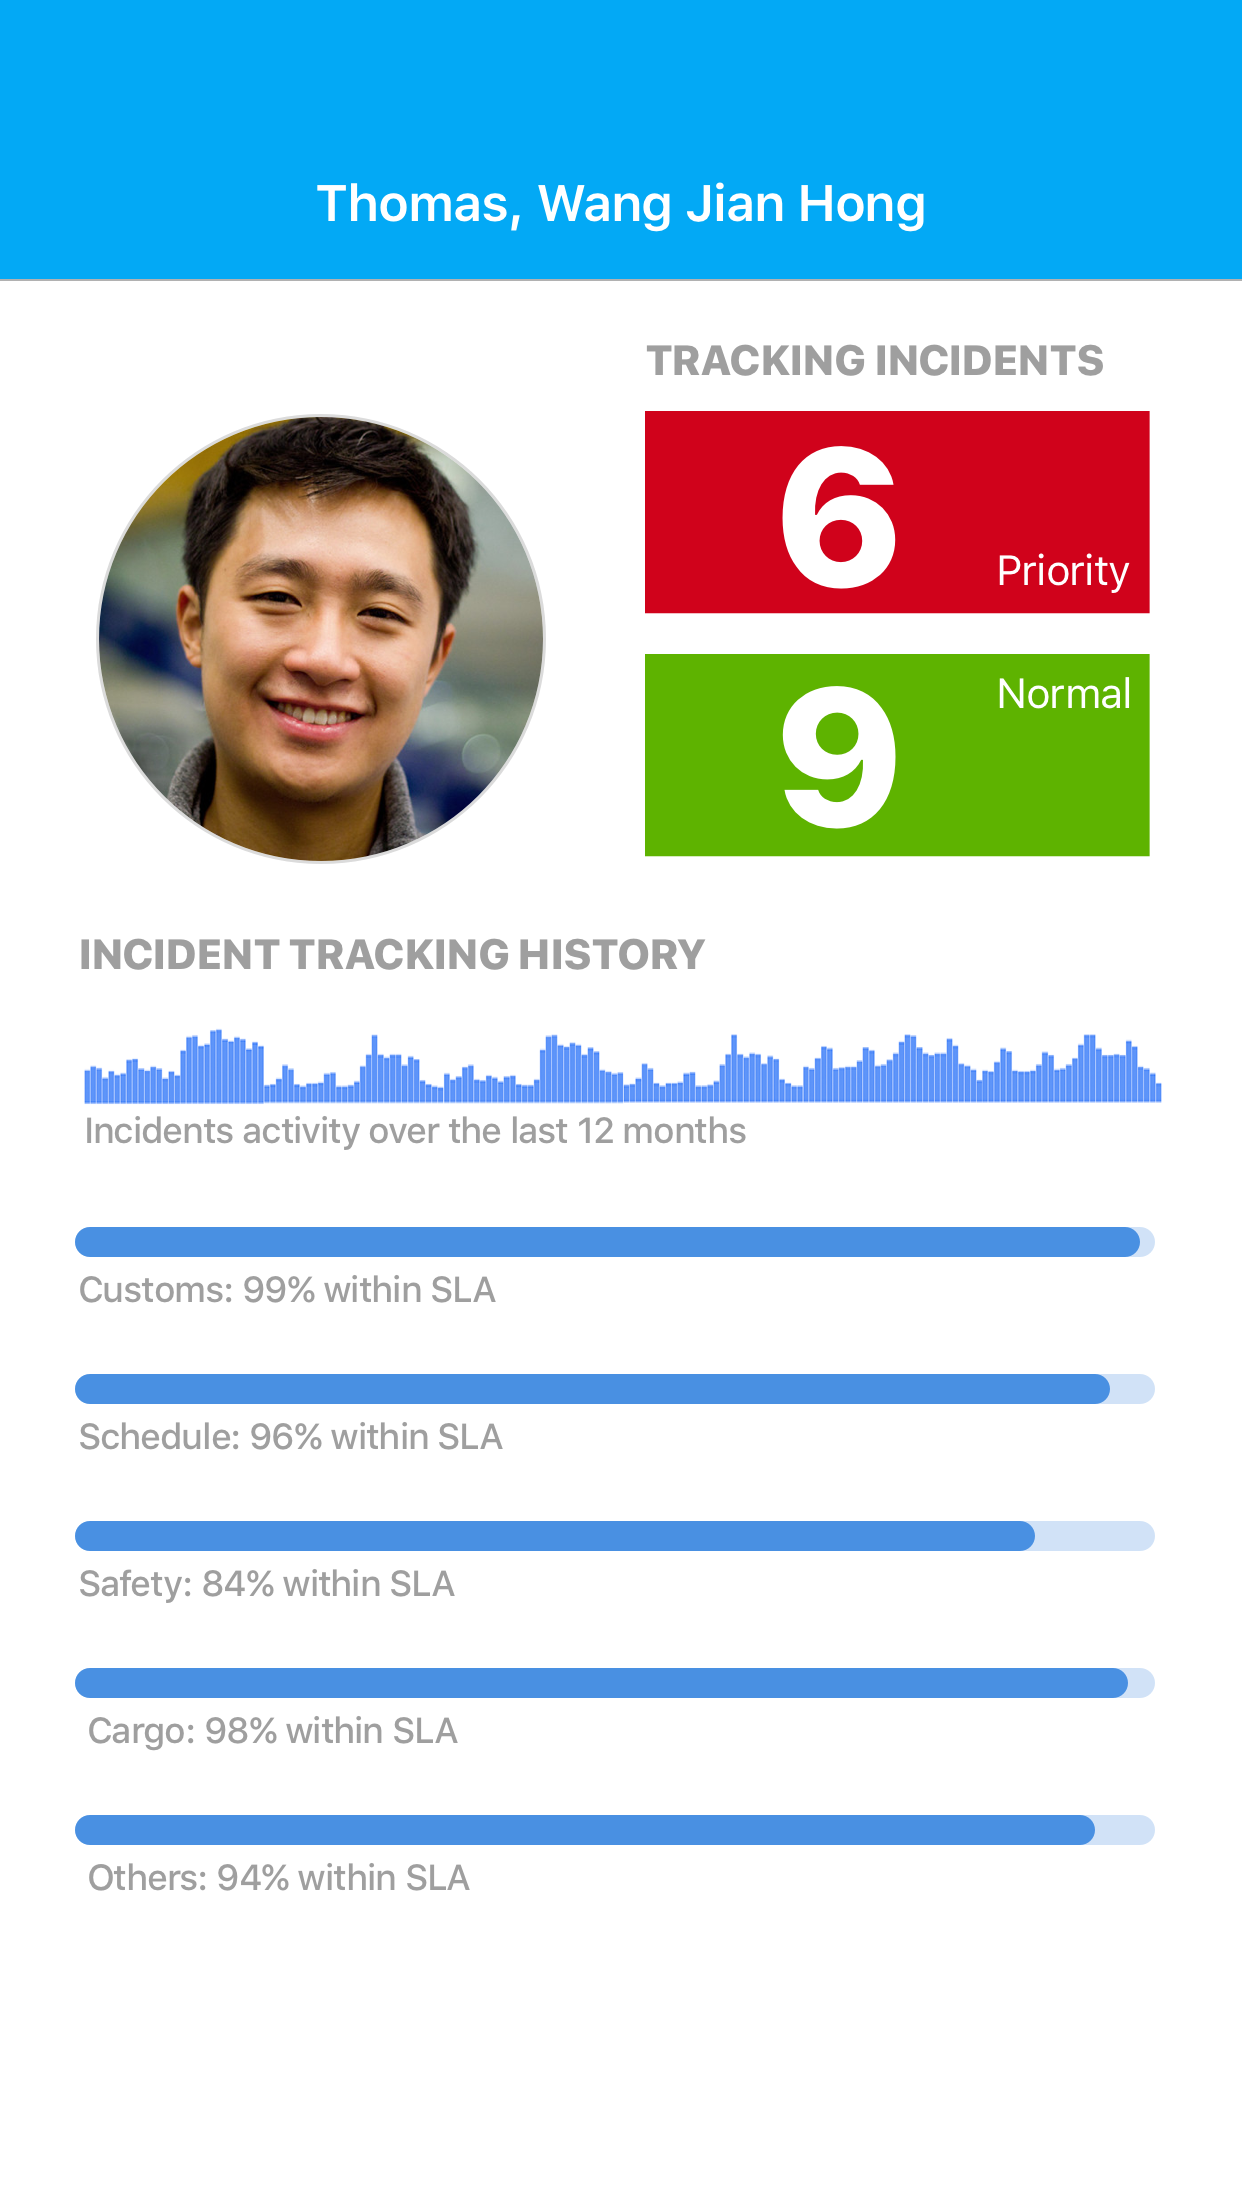 Thomas, Wang Jian Hong
TRACKING INCIDENTS
6
Priority
Normal
9
INCIDENT TRACKING HISTORY
Incidents activity over the last 12 months
Customs: 99% within SLA
Schedule: 96% within SLA
Safety: 84% within SLA
Cargo: 98% within SLA
Others: 94% within SLA